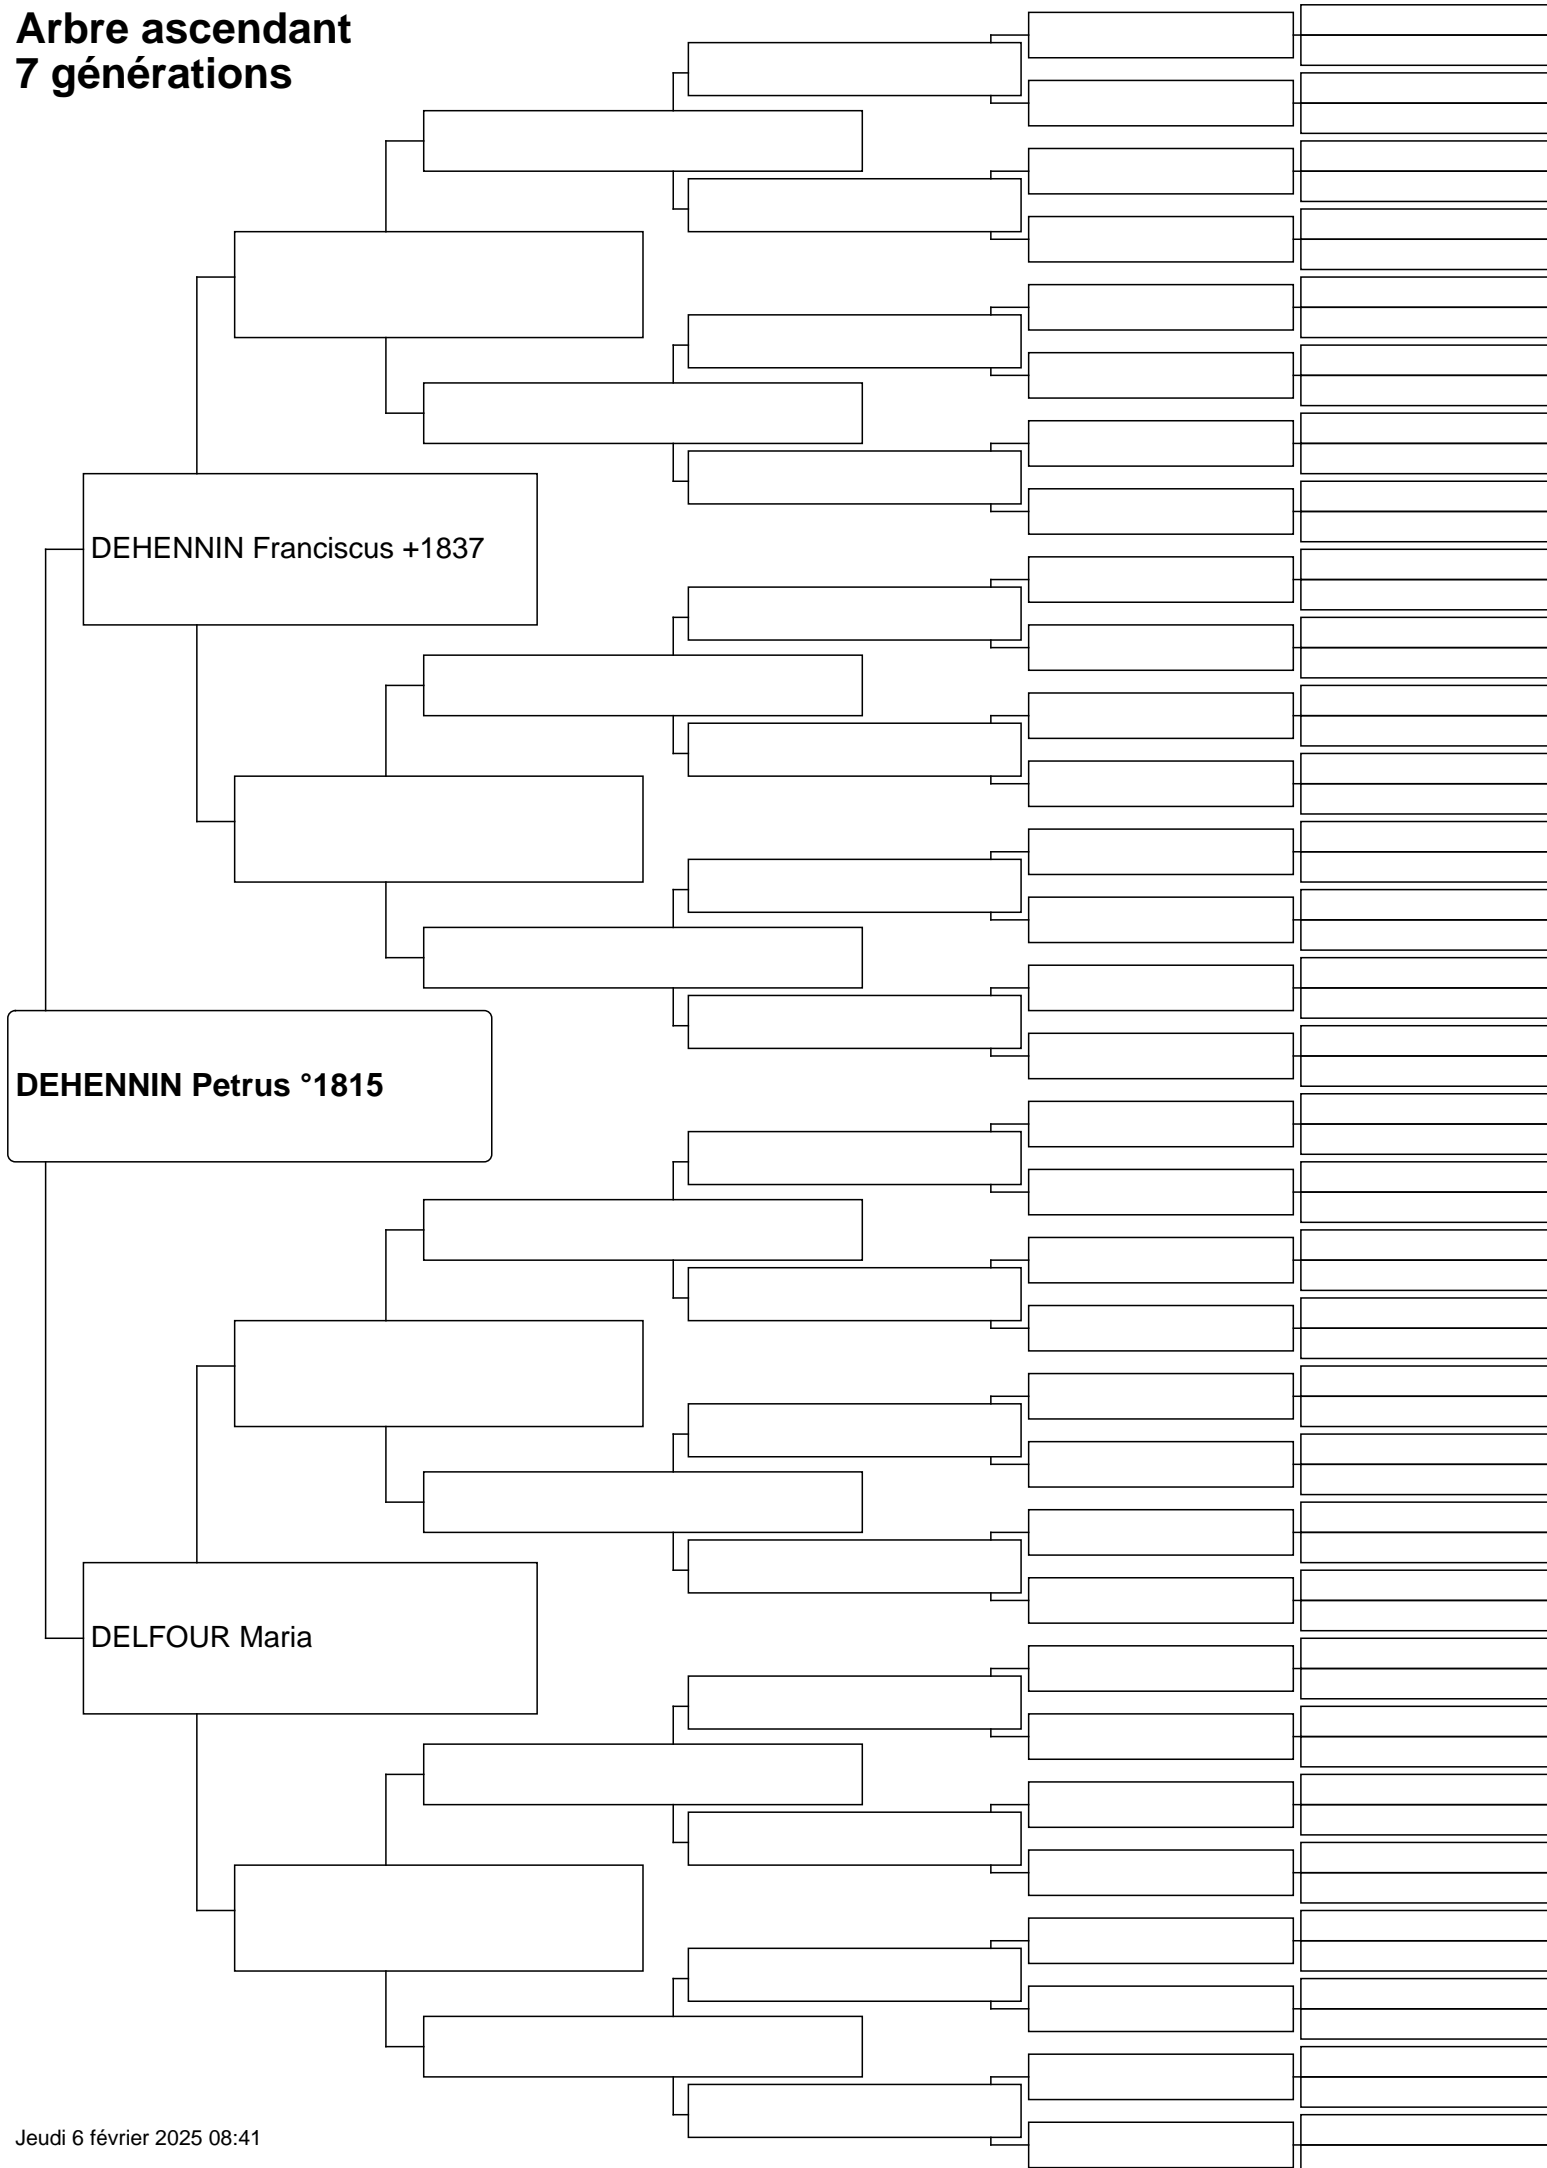 Arbre ascendant
7 générations
DEHENNIN Franciscus +1837
DEHENNIN Petrus °1815
DELFOUR Maria
Jeudi 6 février 2025 08:41